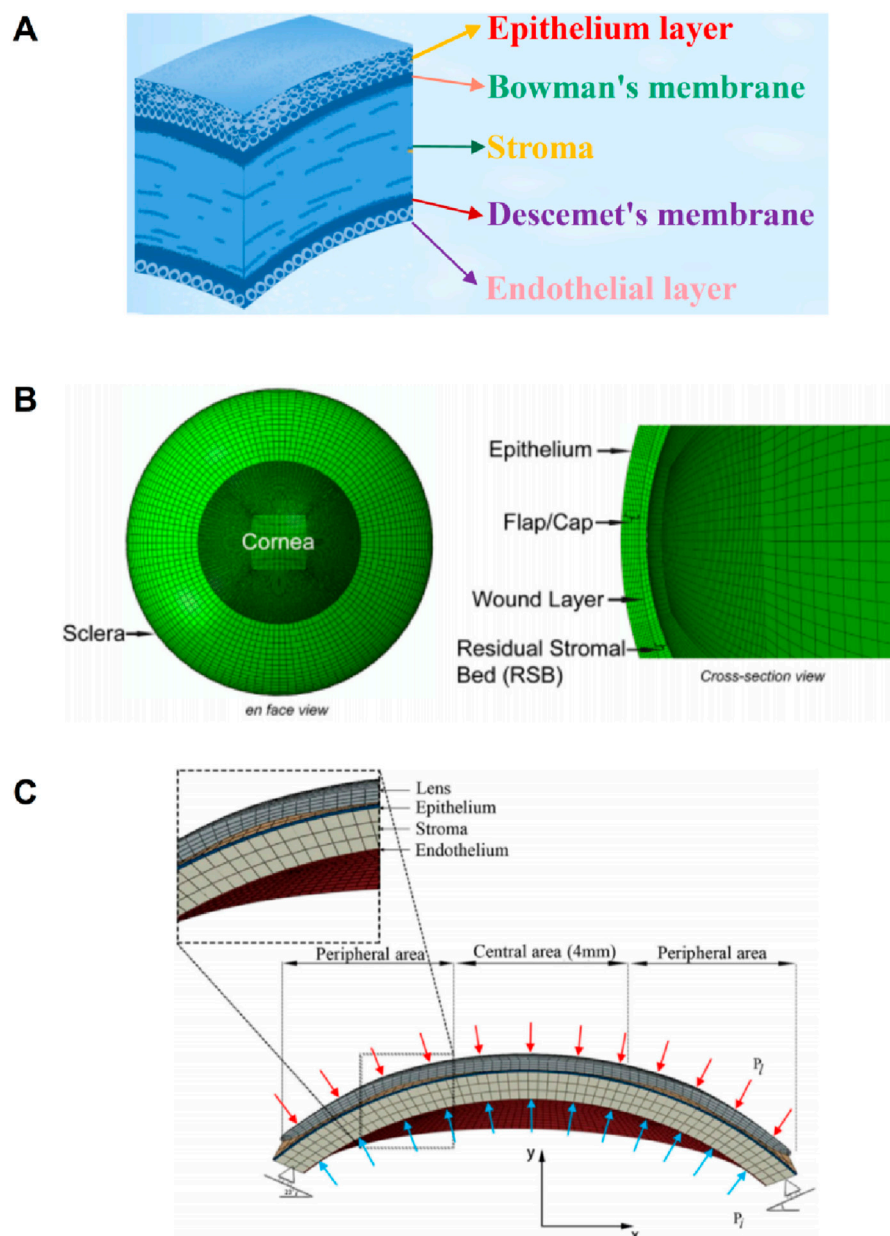 A
Epithelium layer
Bowman's membrane
Stroma
Descemet's membrane
Endothelial layer
B
Cornea
Sclera
en face view
Epithelium
Flap/Cap
Wound Layer
Residual Stromal
Bed (RSB)
Cross-section view
C
Lens
Epithelium
Stroma
Endothelium
Peripheral area
Central area (4mm)
Peripheral area
P_l
y
x